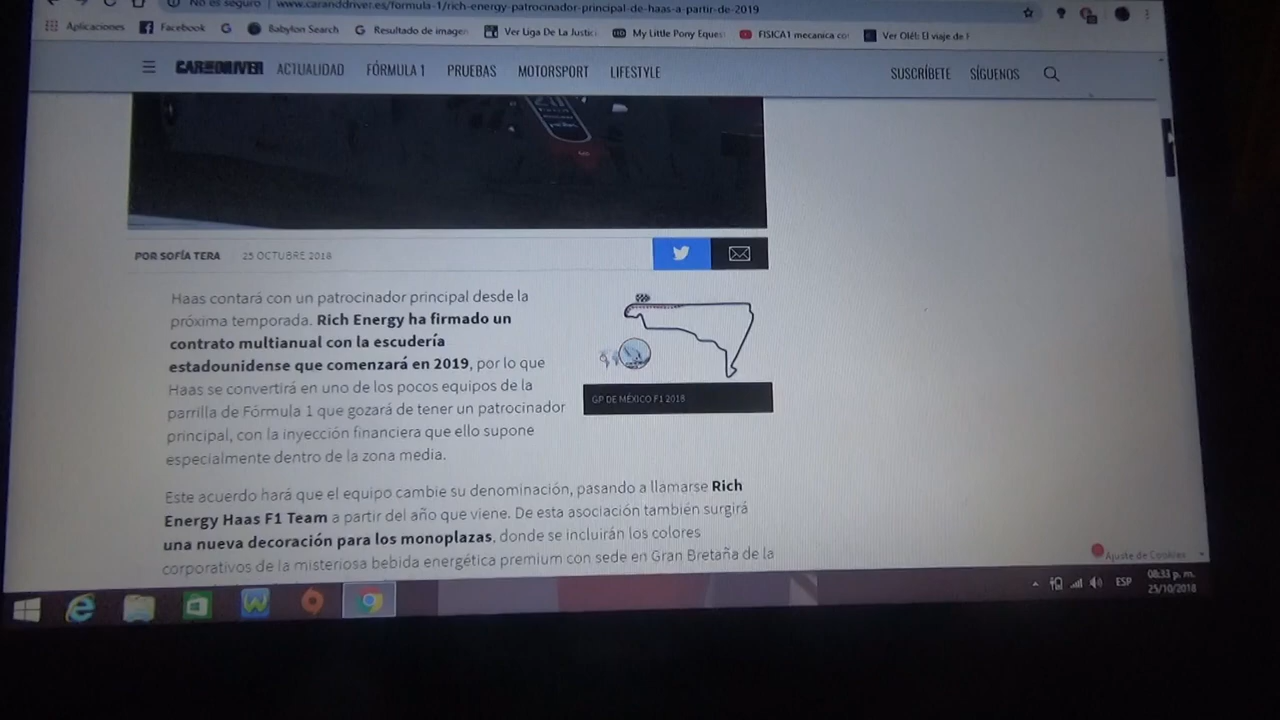 No es seguro | www.caranddriver.es/formula-1/rich-energy-patrocinador-principal-de-haas-a-partir-de-2019
Aplicaciones Facebook Babylon Search Resultado de imagen Ver Liga De La Justic My Little Pony Eques FISICA1 mecanica co Ver Olé!: El viaje de F
CAR AND DRIVER ACTUALIDAD FÓRMULA 1 PRUEBAS MOTORSPORT LIFESTYLE SUSCRÍBETE SÍGUENOS
POR SOFÍA TERA 25 OCTUBRE 2018
Haas contará con un patrocinador principal desde la
próxima temporada. Rich Energy ha firmado un
contrato multianual con la escudería
estadounidense que comenzará en 2019, por lo que
Haas se convertirá en uno de los pocos equipos de la
parrilla de Fórmula 1 que gozará de tener un patrocinador
principal, con la inyección financiera que ello supone
especialmente dentro de la zona media.
GP DE MÉXICO F1 2018
Este acuerdo hará que el equipo cambie su denominación, pasando a llamarse Rich
Energy Haas F1 Team a partir del año que viene. De esta asociación también surgirá
una nueva decoración para los monoplazas, donde se incluirán los colores
corporativos de la misteriosa bebida energética premium con sede en Gran Bretaña de la
Ajuste de Cookies
ESP
08:33 p. m.
25/10/2018